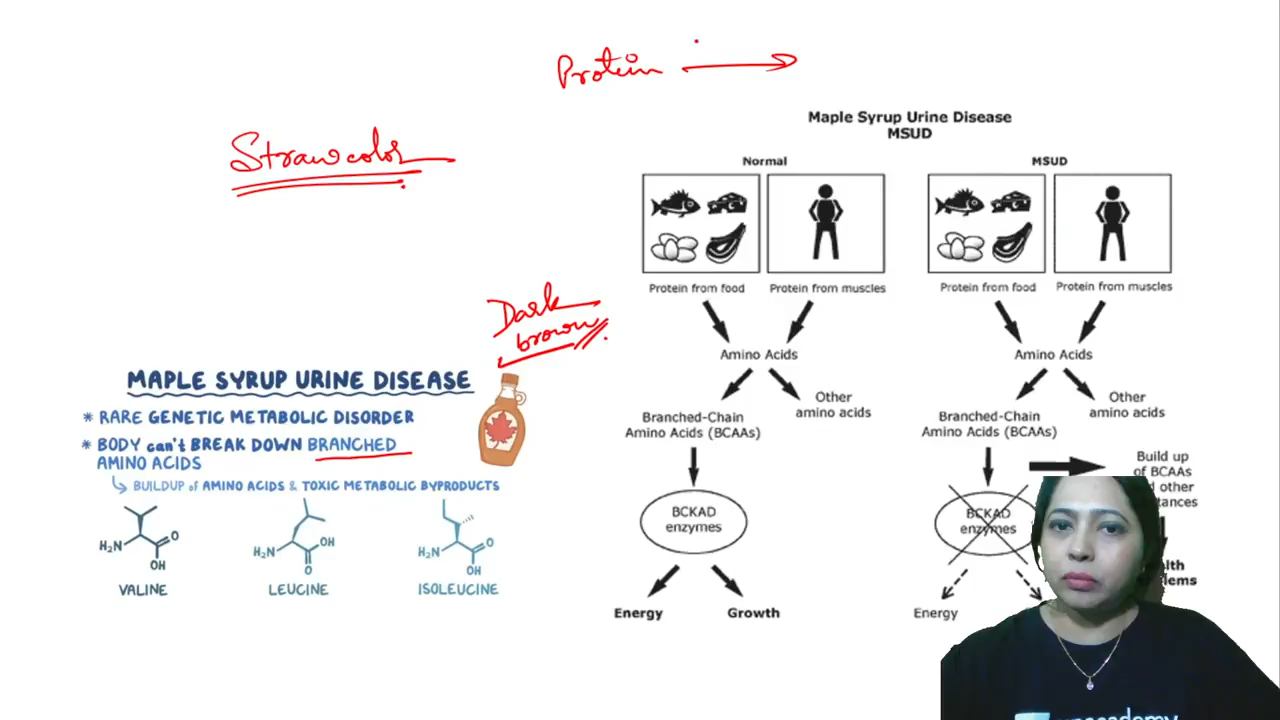 Protein
Straw color
Dark
brown
MAPLE SYRUP URINE DISEASE
* RARE GENETIC METABOLIC DISORDER
* BODY can't BREAK DOWN BRANCHED
AMINO ACIDS
BUILDUP of AMINO ACIDS & TOXIC METABOLIC BYPRODUCTS
H₂N O OH
H₂N OH O
H₂N O OH
VALINE LEUCINE ISOLEUCINE
Maple Syrup Urine Disease
MSUD
Normal
Protein from food Protein from muscles
Amino Acids
Branched-Chain
Amino Acids (BCAAs)
Other
amino acids
BCKAD
enzymes
Energy Growth
MSUD
Protein from food Protein from muscles
Amino Acids
Branched-Chain
Amino Acids (BCAAs)
Other
amino acids
Build up
of BCAAs
other
BCKAD
enzymes
Energy